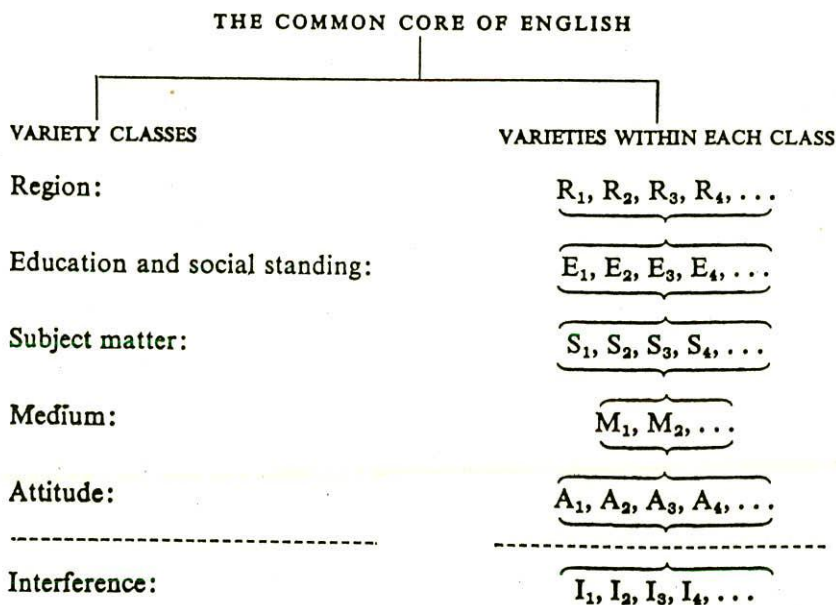 THE COMMON CORE OF ENGLISH
VARIETY CLASSES VARIETIES WITHIN EACH CLASS
Region: R₁, R₂, R₃, R₄, ...
Education and social standing: E₁, E₂, E₃, E₄, ...
Subject matter: S₁, S₂, S₃, S₄, ...
Medium: M₁, M₂, ...
Attitude: A₁, A₂, A₃, A₄, ...
Interference: I₁, I₂, I₃, I₄, ...